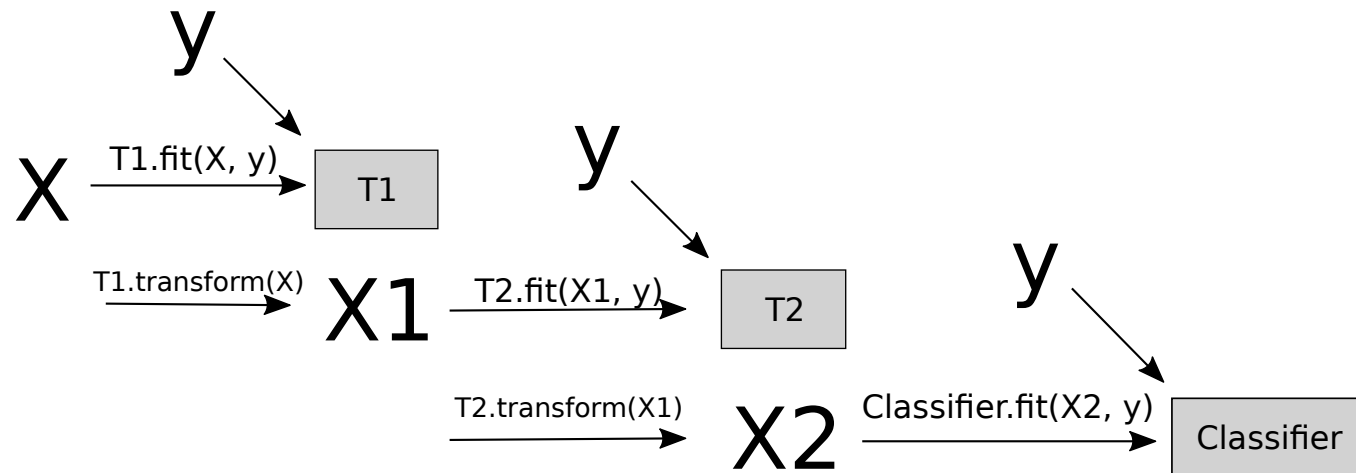 y
T1.fit(X, y)
X
T1
y
T1.transform(X)
X1
T2.fit(X1, y)
T2
y
T2.transform(X1)
X2
Classifier.fit(X2, y)
Classifier